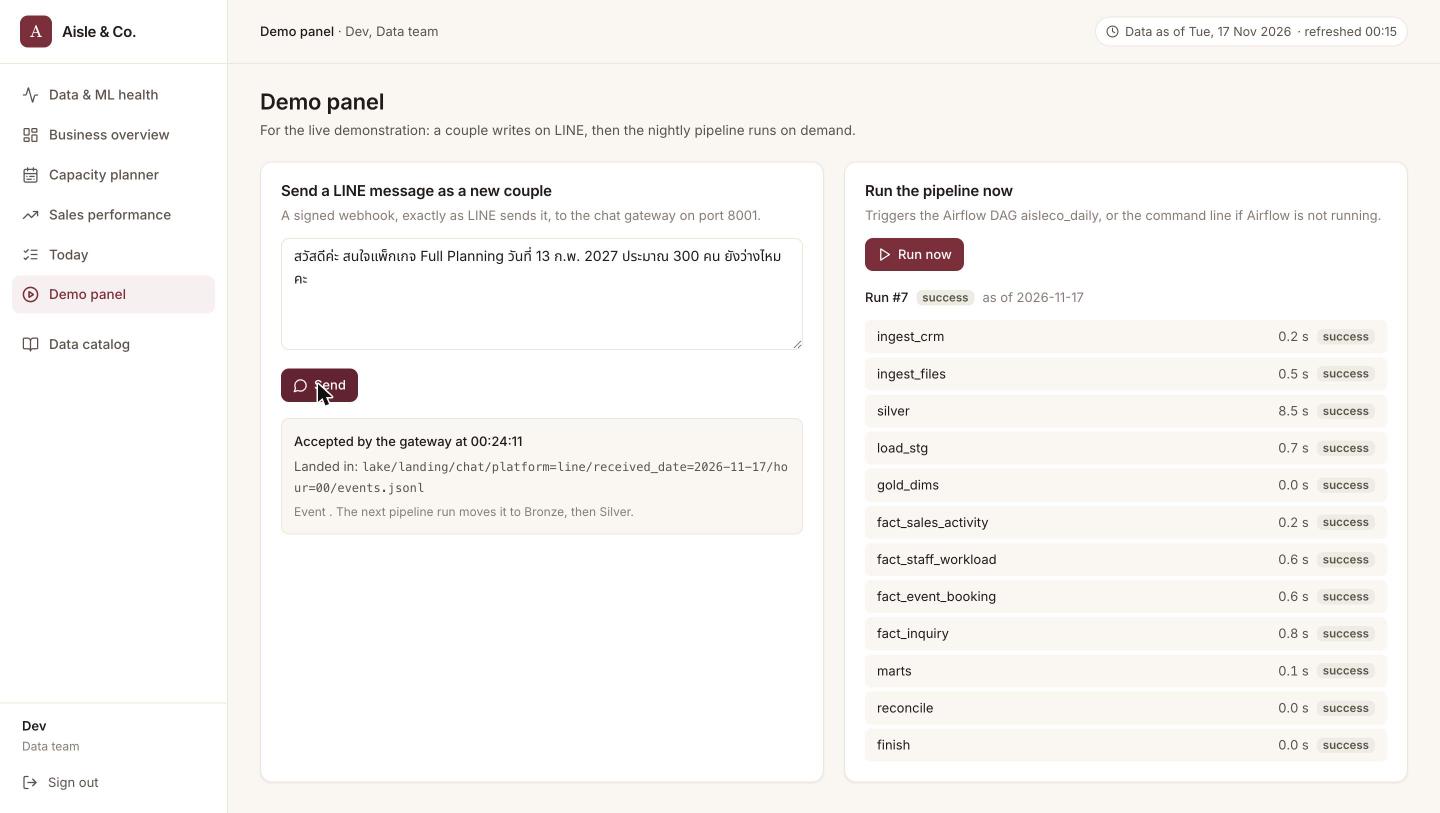 A
Aisle & Co.
Data & ML health
Business overview
Capacity planner
Sales performance
Today
Demo panel
Data catalog
Dev
Data team
Sign out
Demo panel · Dev, Data team
Data as of Tue, 17 Nov 2026 · refreshed 00:15
Demo panel
For the live demonstration: a couple writes on LINE, then the nightly pipeline runs on demand.
Send a LINE message as a new couple
A signed webhook, exactly as LINE sends it, to the chat gateway on port 8001.
สวัสดีค่ะ สนใจแพ็กเกจ Full Planning วันที่ 13 ก.พ. 2027 ประมาณ 300 คน ยังว่างไหม
คะ
Send
Accepted by the gateway at 00:24:11
Landed in: lake/landing/chat/platform=line/received_date=2026-11-17/ho
ur=00/events.jsonl
Event . The next pipeline run moves it to Bronze, then Silver.
Run the pipeline now
Triggers the Airflow DAG aisleco_daily, or the command line if Airflow is not running.
Run now
Run #7 success as of 2026-11-17
ingest_crm 0.2 s success
ingest_files 0.5 s success
silver 8.5 s success
load_stg 0.7 s success
gold_dims 0.0 s success
fact_sales_activity 0.2 s success
fact_staff_workload 0.6 s success
fact_event_booking 0.6 s success
fact_inquiry 0.8 s success
marts 0.1 s success
reconcile 0.0 s success
finish 0.0 s success